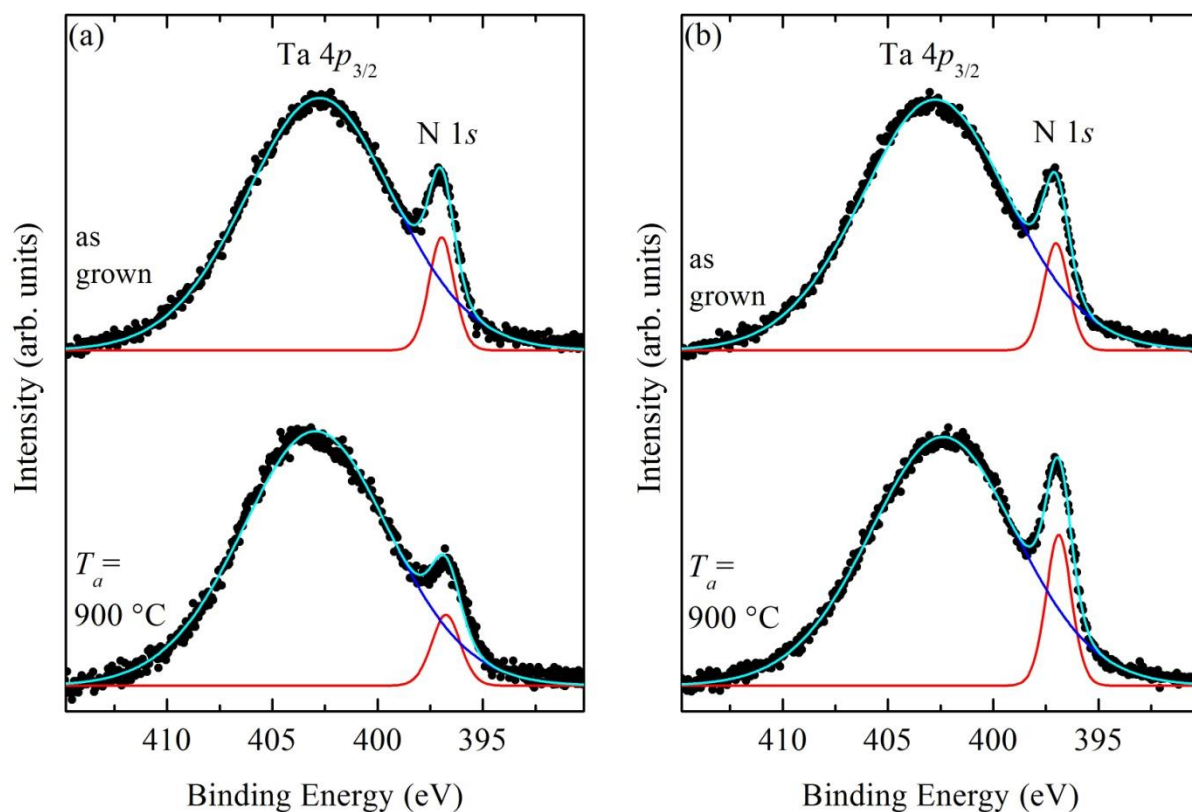 (a)
Ta 4p3/2
N 1s
as
grown
Ta=
900 °C
Intensity (arb. units)
410 405 400 395
Binding Energy (eV)
(b)
Ta 4p3/2
N 1s
as
grown
Ta=
900 °C
Intensity (arb. units)
410 405 400 395
Binding Energy (eV)